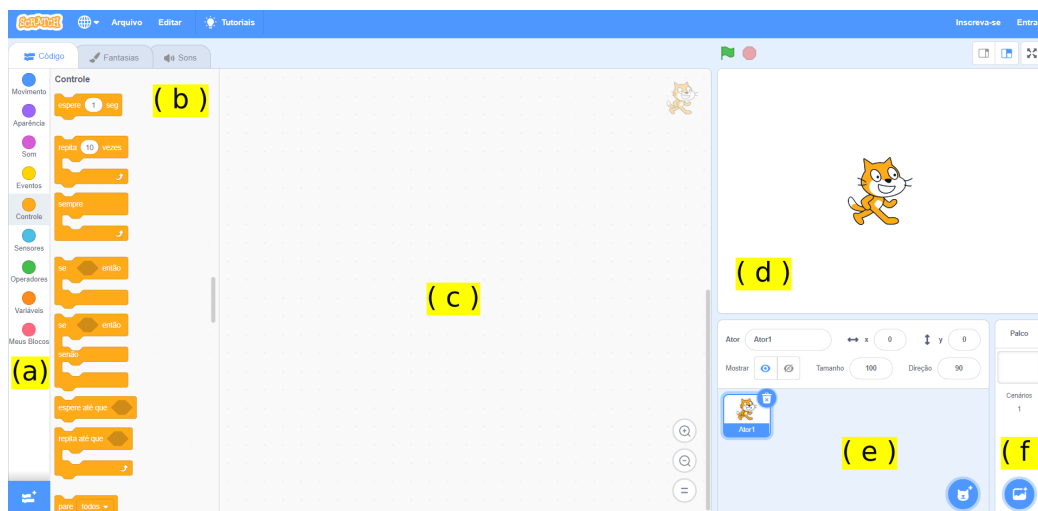 SCRATCH Arquivo Editar Tutoriais Inscreva-se Entra
Código Fantasias Sons
Movimento
Aparência
Som
Eventos
Controle
Sensores
Operadores
Variáveis
Meus Blocos
(a)
Controle
( b )
espere 1 seg
repita 10 vezes
sempre
se então
se então
senão
espere até que
repita até que
pare todos
( c )
( d )
Ator Ator1 x 0 y 0
Mostrar Tamanho 100 Direção 90
Ator1
( e )
Palco
Cenários
1
( f